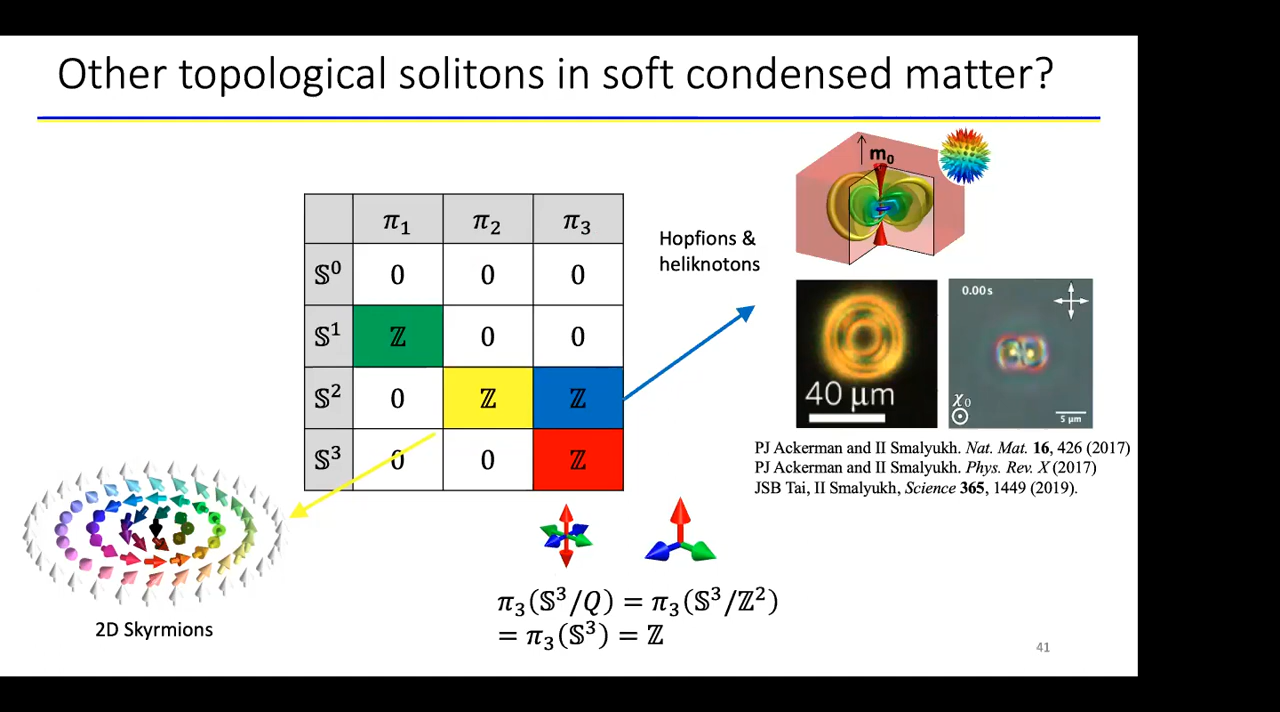 Other topological solitons in soft condensed matter?
π₁ π₂ π₃
𝕊⁰ 0 0 0
𝕊¹ ℤ 0 0
𝕊² 0 ℤ ℤ
𝕊³ 0 0 ℤ
Hopfions &
heliknotons
m₀
40 μm
0.00s
χ₀
5 μm
PJ Ackerman and II Smalyukh. Nat. Mat. 16, 426 (2017)
PJ Ackerman and II Smalyukh. Phys. Rev. X (2017)
JSB Tai, II Smalyukh, Science 365, 1449 (2019).
2D Skyrmions
π₃(𝕊³/Q) = π₃(𝕊³/ℤ²)
= π₃(𝕊³) = ℤ
41